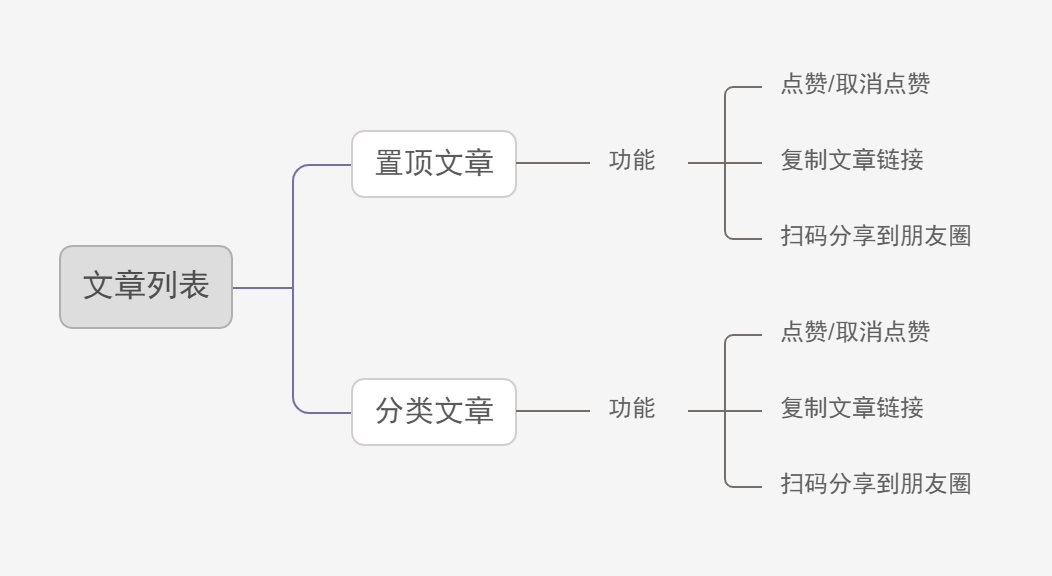 文章列表
置顶文章
功能
点赞/取消点赞
复制文章链接
扫码分享到朋友圈
分类文章
功能
点赞/取消点赞
复制文章链接
扫码分享到朋友圈